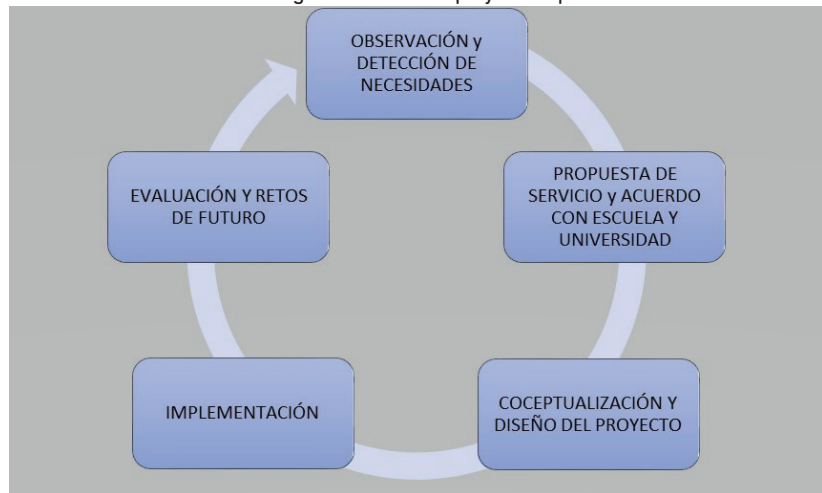 OBSERVACIÓN y
DETECCIÓN DE
NECESIDADES
PROPUESTA DE
SERVICIO y ACUERDO
CON ESCUELA Y
UNIVERSIDAD
COCEPTUALIZACIÓN Y
DISEÑO DEL PROYECTO
IMPLEMENTACIÓN
EVALUACIÓN Y RETOS
DE FUTURO